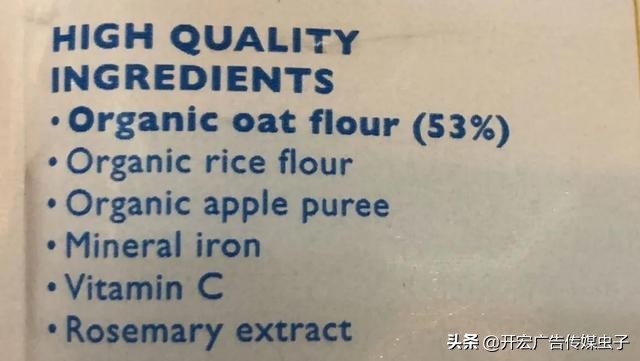 HIGH QUALITY
INGREDIENTS
• Organic oat flour (53%)
• Organic rice flour
• Organic apple puree
• Mineral iron
• Vitamin C
• Rosemary extract
头条 @开宏广告传媒虫子